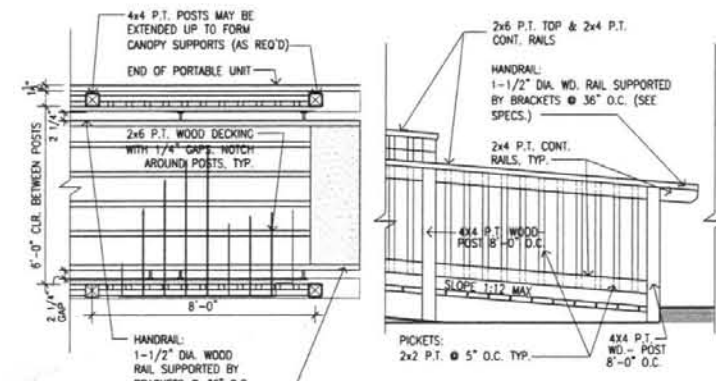 4x4 P.T. POSTS MAY BE
EXTENDED UP TO FORM
CANOPY SUPPORTS (AS REQ'D)
END OF PORTABLE UNIT
2 1/4"
6'-0" CLR. BETWEEN POSTS
2x6 P.T. WOOD DECKING
WITH 1/4" GAPS. NOTCH
AROUND POSTS, TYP.
2 1/4"
GAP
8'-0"
HANDRAIL:
1-1/2" DIA. WOOD
RAIL SUPPORTED BY
2x6 P.T. TOP & 2x4 P.T.
CONT. RAILS
HANDRAIL:
1-1/2" DIA. WD. RAIL SUPPORTED
BY BRACKETS @ 36" O.C. (SEE
SPECS.)
2x4 P.T. CONT.
RAILS, TYP.
4X4 P.T. WOOD
POST 8'-0" O.C.
SLOPE 1:12 MAX
PICKETS:
2x2 P.T. @ 5" O.C. TYP.
4X4 P.T.
WD.- POST
8'-0" O.C.